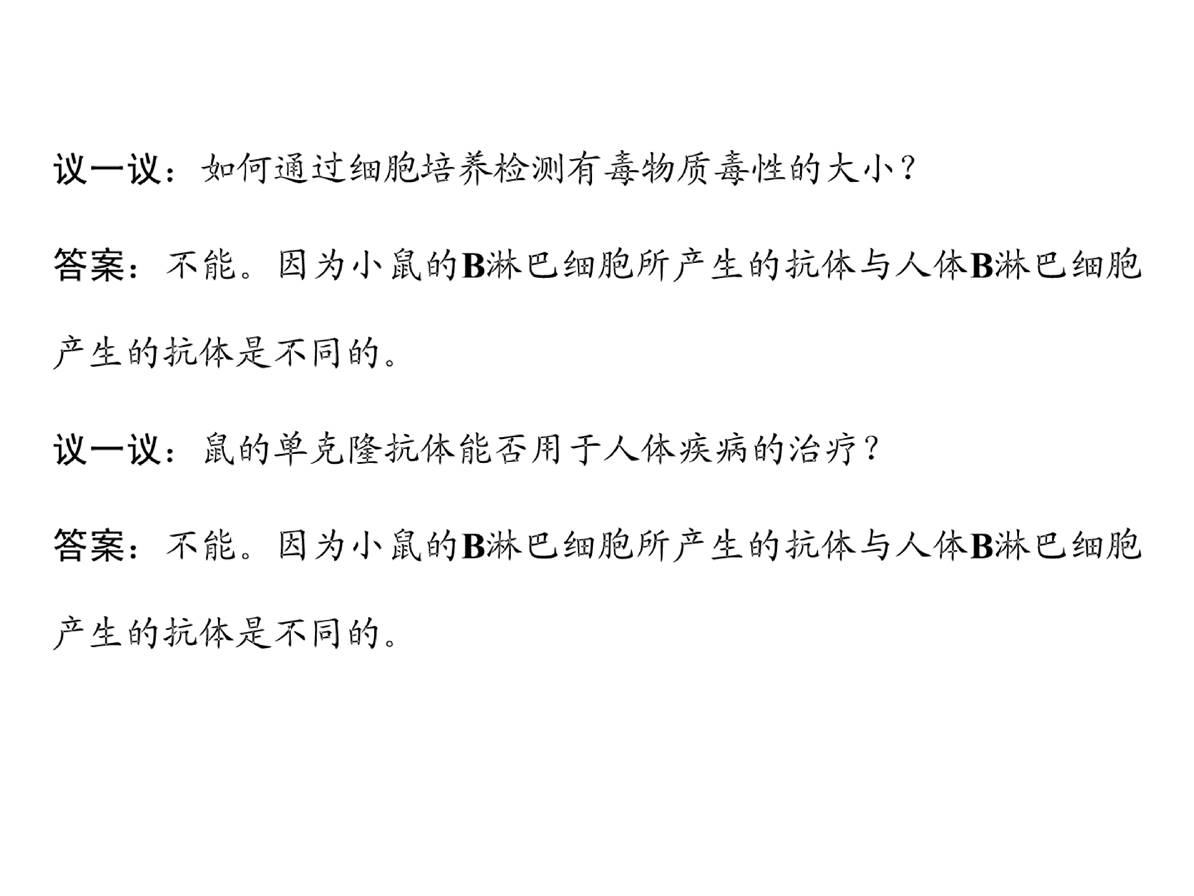 议一议：如何通过细胞培养检测有毒物质毒性的大小？
答案：不能。因为小鼠的B淋巴细胞所产生的抗体与人体B淋巴细胞
产生的抗体是不同的。
议一议：鼠的单克隆抗体能否用于人体疾病的治疗？
答案：不能。因为小鼠的B淋巴细胞所产生的抗体与人体B淋巴细胞
产生的抗体是不同的。